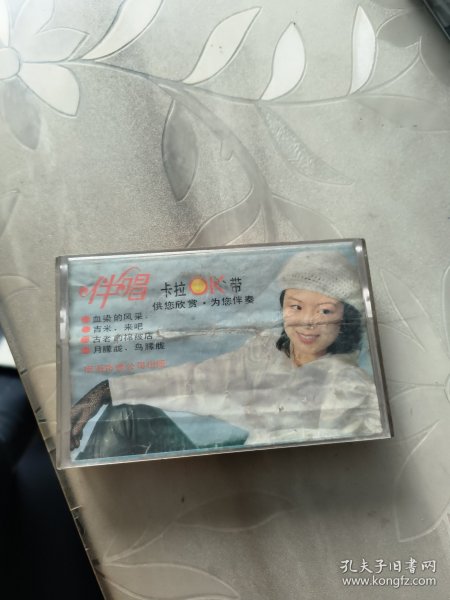 伴唱
卡拉OK带
供您欣赏·为您伴奏
●血染的风采.
●吉米，来吧
●古老的
●月朦胧、鸟朦胧
孔夫子旧书网
www.kongfz.com